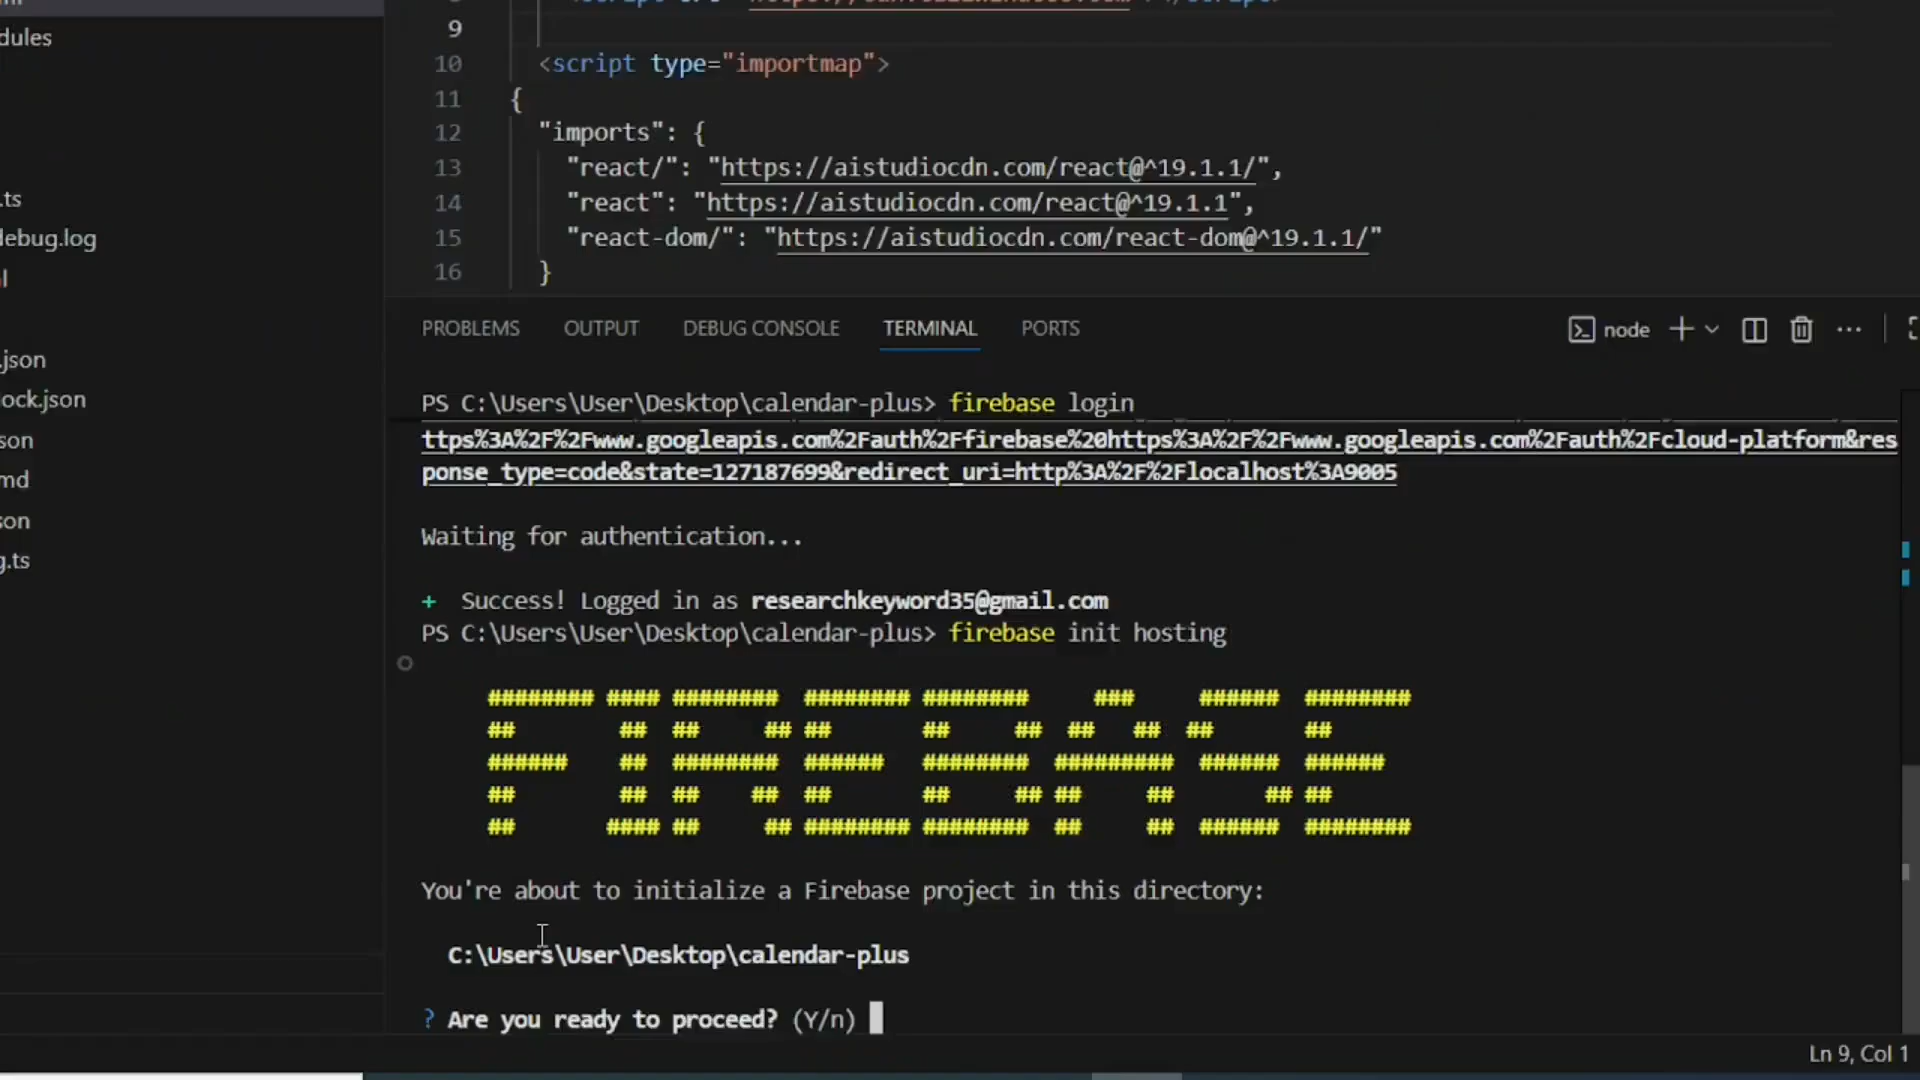 dules
.ts
debug.log
.json
ock.json
son
md
son
g.ts
9
10 <script type="importmap">
11 {
12 "imports": {
13 "react/": "https://aistudiocdn.com/react@^19.1.1/",
14 "react": "https://aistudiocdn.com/react@^19.1.1",
15 "react-dom/": "https://aistudiocdn.com/react-dom@^19.1.1/"
16 }
PROBLEMS OUTPUT DEBUG CONSOLE TERMINAL PORTS node
PS C:\Users\User\Desktop\calendar-plus> firebase login
ttps%3A%2F%2Fwww.googleapis.com%2Fauth%2Ffirebase%20https%3A%2F%2Fwww.googleapis.com%2Fauth%2Fcloud-platform&res
ponse_type=code&state=127187699&redirect_uri=http%3A%2F%2Flocalhost%3A9005
Waiting for authentication...
+ Success! Logged in as researchkeyword35@gmail.com
PS C:\Users\User\Desktop\calendar-plus> firebase init hosting
FIREBASE
You're about to initialize a Firebase project in this directory:
C:\Users\User\Desktop\calendar-plus
? Are you ready to proceed? (Y/n)
Ln 9, Col 1